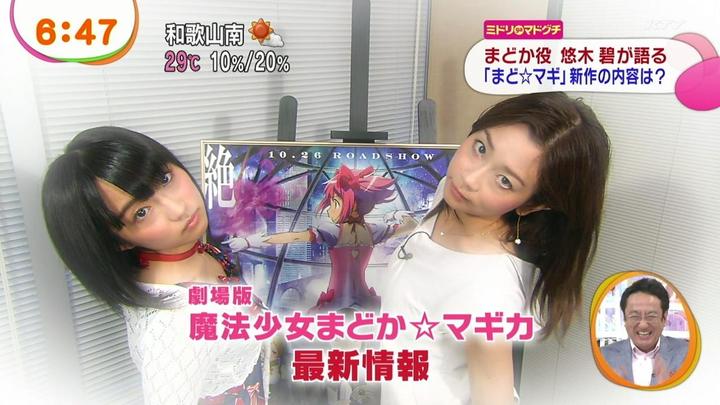 6:47
和歌山南
29℃ 10%/20%
ミドリのマドグチ
まどか役 悠木 碧が語る
「まど☆マギ」新作の内容は?
絶
10.26 ROADSHOW
劇場版
魔法少女まどか☆マギカ
最新情報